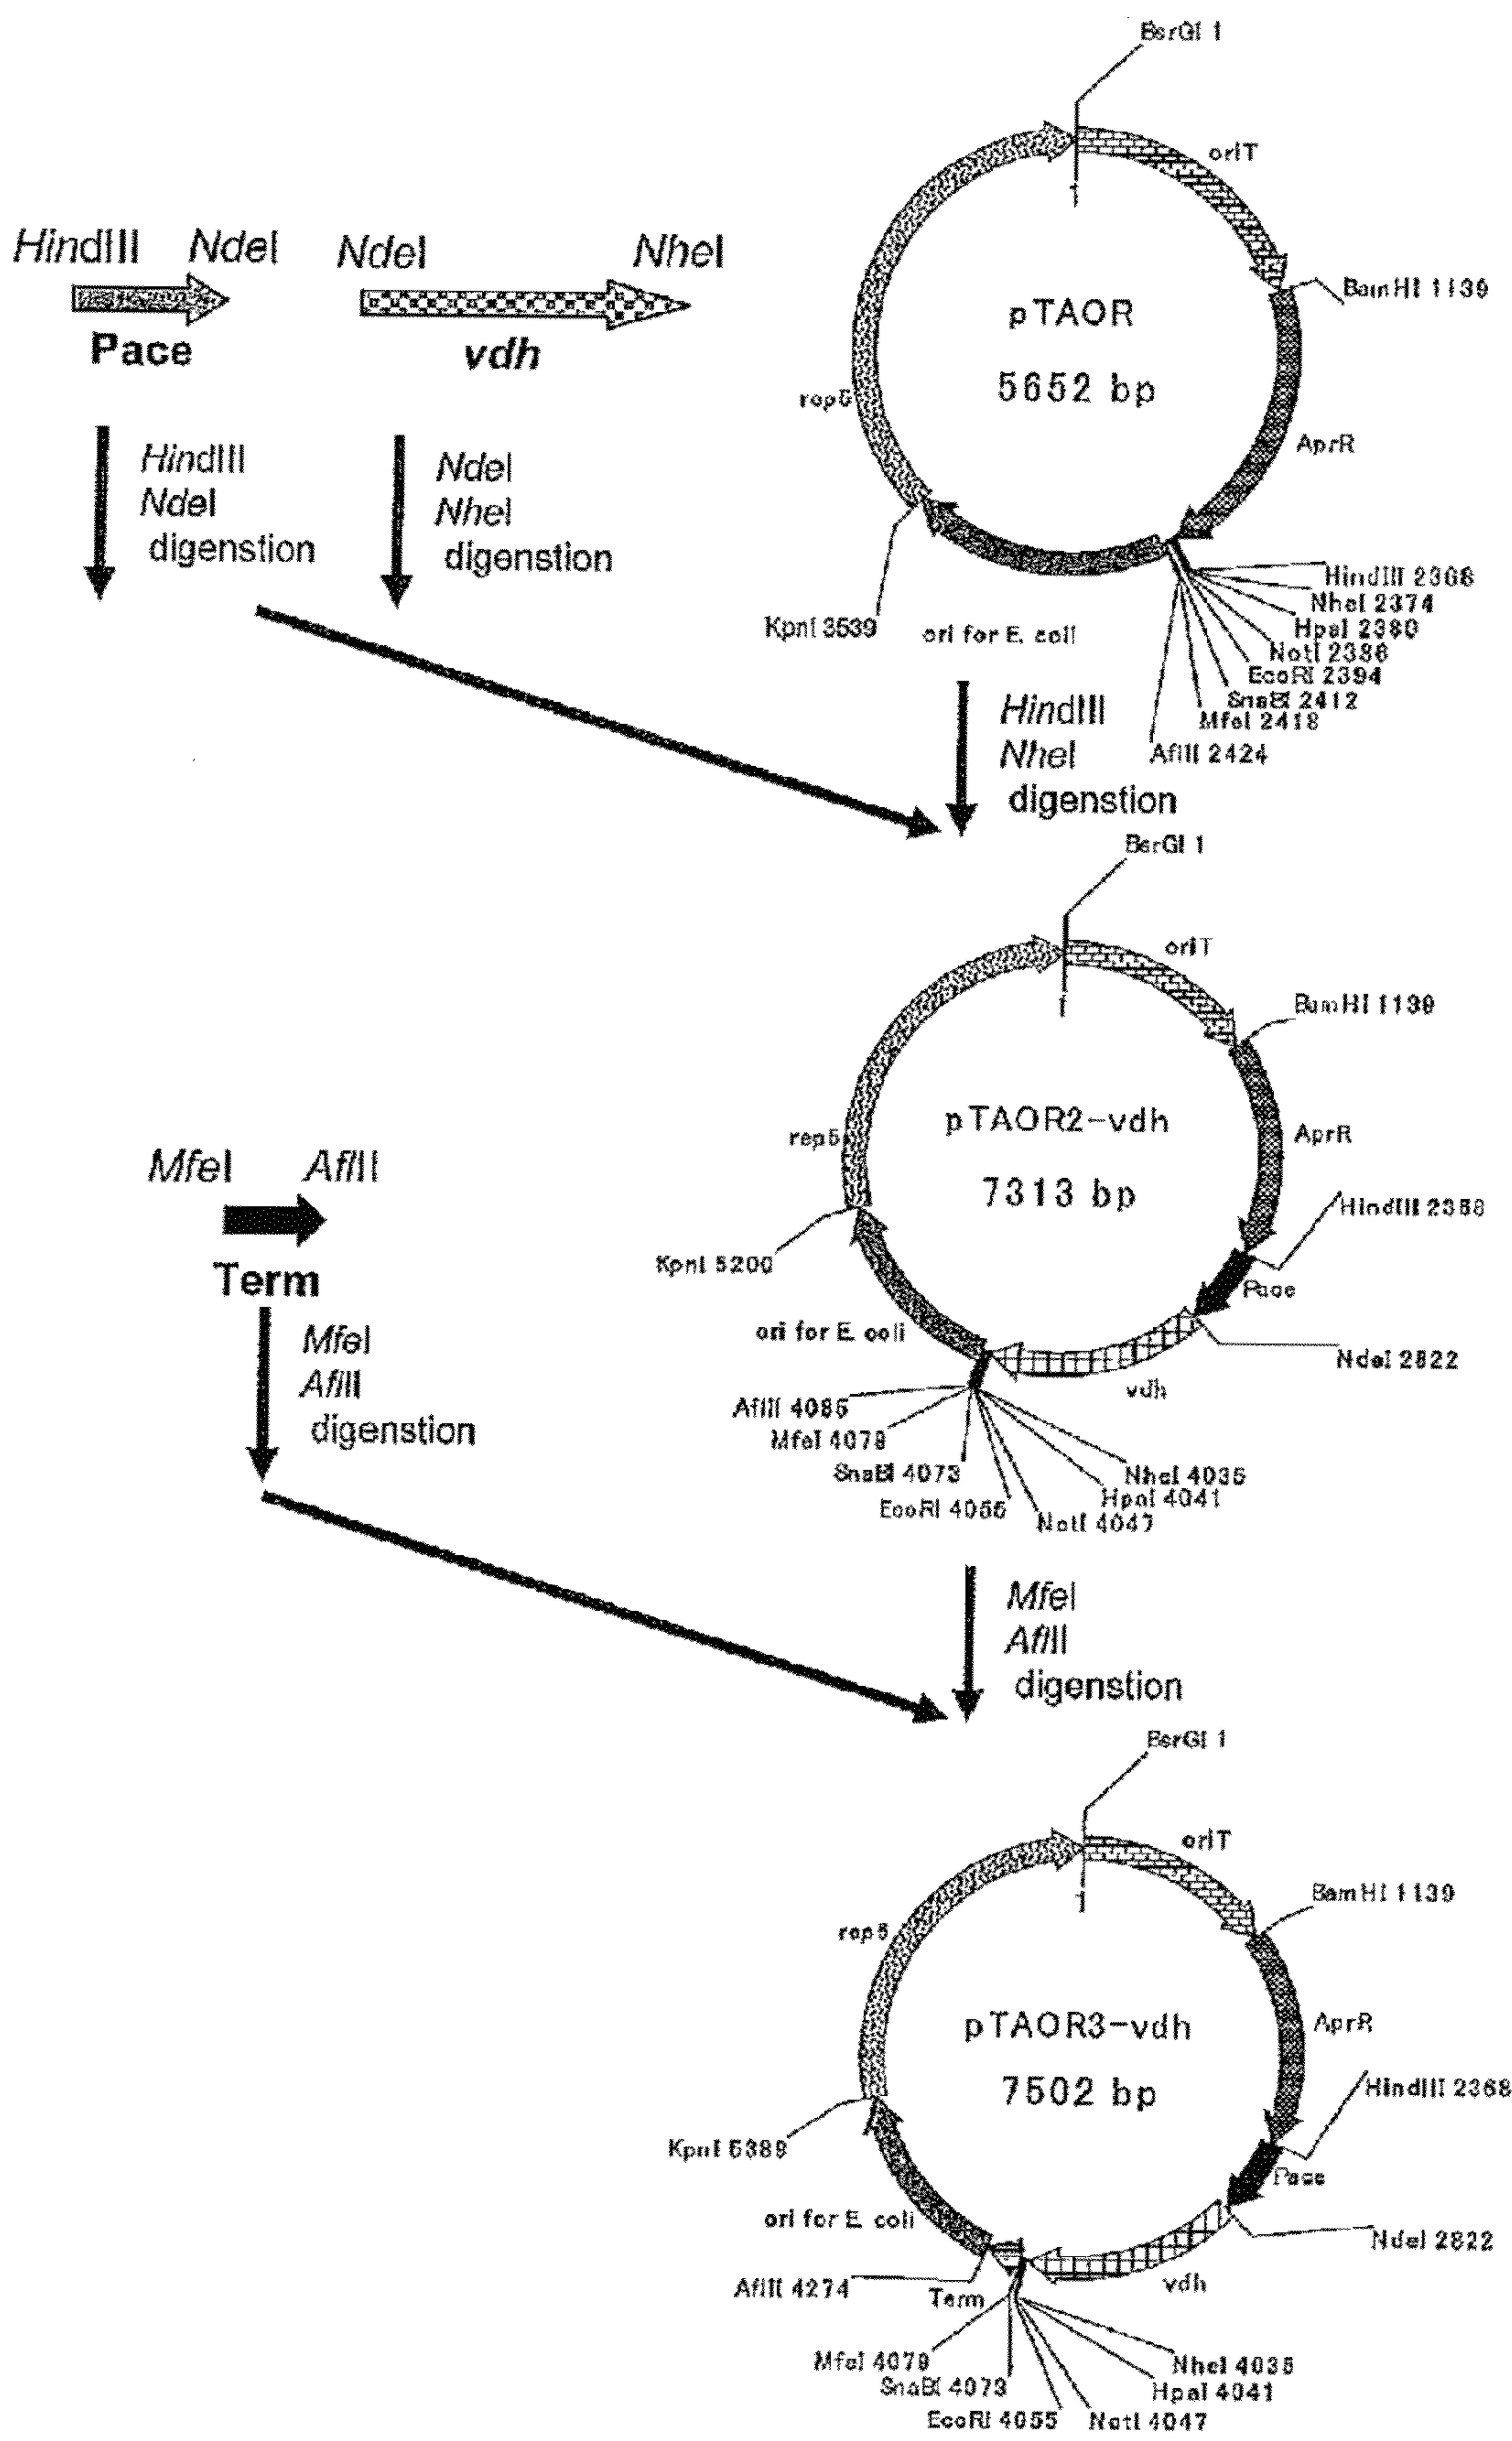 BsrGI 1
oriT
1
HindIII NdeI NdeI NheI
BamHI 1139
pTAOR
Pace vdh
5652 bp
AprR
HindIII
NdeI
digenstion
NdeI
NheI
digenstion
HindIII 2368
NheI 2374
HpaI 2380
NotI 2386
EcoRI 2394
SnaBI 2412
MfeI 2418
AflII 2424
KpnI 3539
ori for E. coli
HindIII
NheI
digenstion
BsrGI 1
oriT
1
BamHI 1139
pTAOR2-vdh
7313 bp
rep5
AprR
MfeI AflII
Term
MfeI
AflII
digenstion
HindIII 2368
Pace
KpnI 5200
ori for E. coli
NdeI 2822
vdh
AflII 4085
MfeI 4079
SnaBI 4073
EcoRI 4055
NheI 4035
HpaI 4041
NotI 4047
MfeI
AflII
digenstion
BsrGI 1
oriT
1
BamHI 1139
rep5
pTAOR3-vdh
7502 bp
AprR
HindIII 2368
KpnI 5389
Pace
ori for E. coli
NdeI 2822
vdh
AflII 4274
Term
MfeI 4079
SnaBI 4073
EcoRI 4055
NheI 4035
HpaI 4041
NotI 4047